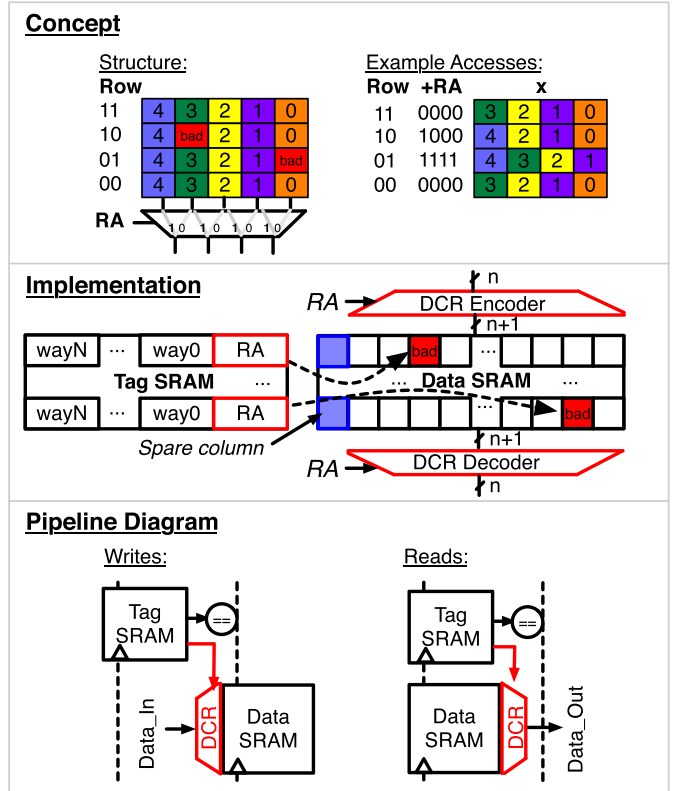 Concept
Structure:
Row
11 4 3 2 1 0
10 4 bad 2 1 0
01 4 3 2 1 bad
00 4 3 2 1 0
RA 1 0 1 0 1 0 1 0
Example Accesses:
Row +RA x
11 0000 3 2 1 0
10 1000 4 2 1 0
01 1111 4 3 2 1
00 0000 3 2 1 0
Implementation
n
RA DCR Encoder
n+1
wayN ... way0 RA bad ...
Tag SRAM ... ... Data SRAM ...
wayN ... way0 RA ... bad
Spare column n+1
RA DCR Decoder
n
Pipeline Diagram
Writes:
Tag
SRAM
==
Data_In
DCR
Data
SRAM
Reads:
Tag
SRAM
==
Data
SRAM
DCR
Data_Out